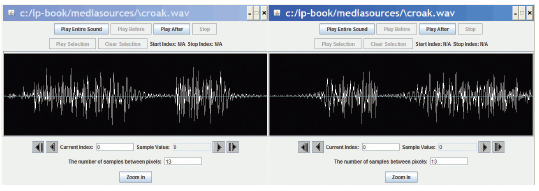 c:/ip-book/mediasources/\croak.wav
Play Entire Sound Play Before Play After Stop
Play Selection Clear Selection Start Index: N/A Stop Index: N/A
Current Index: 0 Sample Value: 0
The number of samples between pixels: 13
Zoom In
c:/ip-book/mediasources/\croak.wav
Play Entire Sound Play Before Play After Stop
Play Selection Clear Selection Start Index: N/A Stop Index: N/A
Current Index: 0 Sample Value: 0
The number of samples between pixels: 13
Zoom In